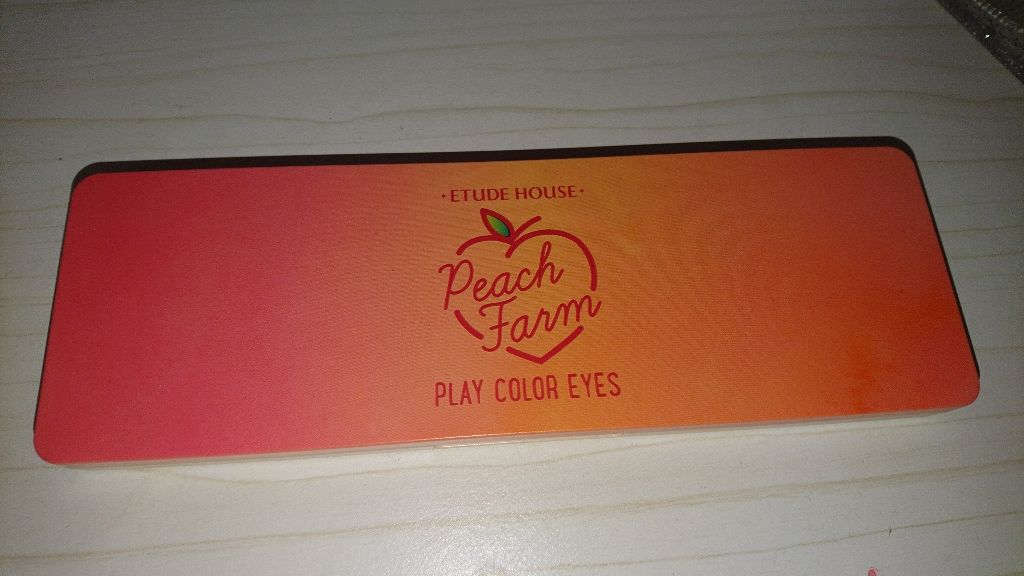 ·ETUDE HOUSE·
Peach
Farm
PLAY COLOR EYES